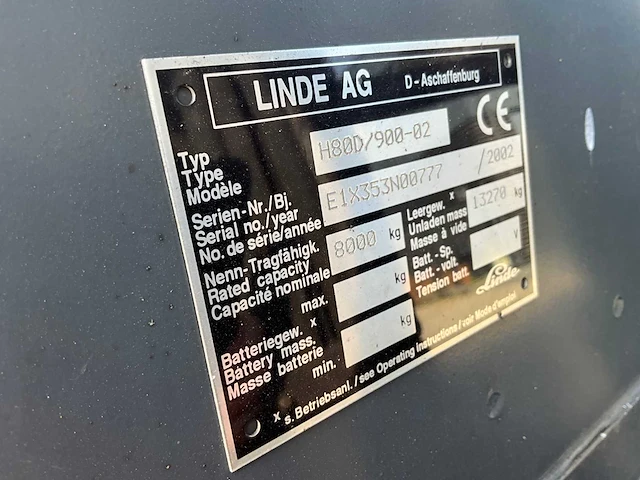 LINDE AG D - Aschaffenburg
Typ
Type
Modèle
H80D/900-02
CE
Serien-Nr./Bj.
Serial no./year
No. de série/année
E1X353N00777 /2002
Nenn-Tragfähigk.
Rated capacity
Capacité nominale
8000 kg
Leergew. x
Unladen mass
Masse à vide
13270 kg
Batteriegew. x
Battery mass.
Masse batterie
max. kg
min. kg
Batt. - Sp.
Batt.- volt.
Tension batt.
V
Linde
x s. Betriebsanl./see Operating Instructions/voir Mode d'emploi